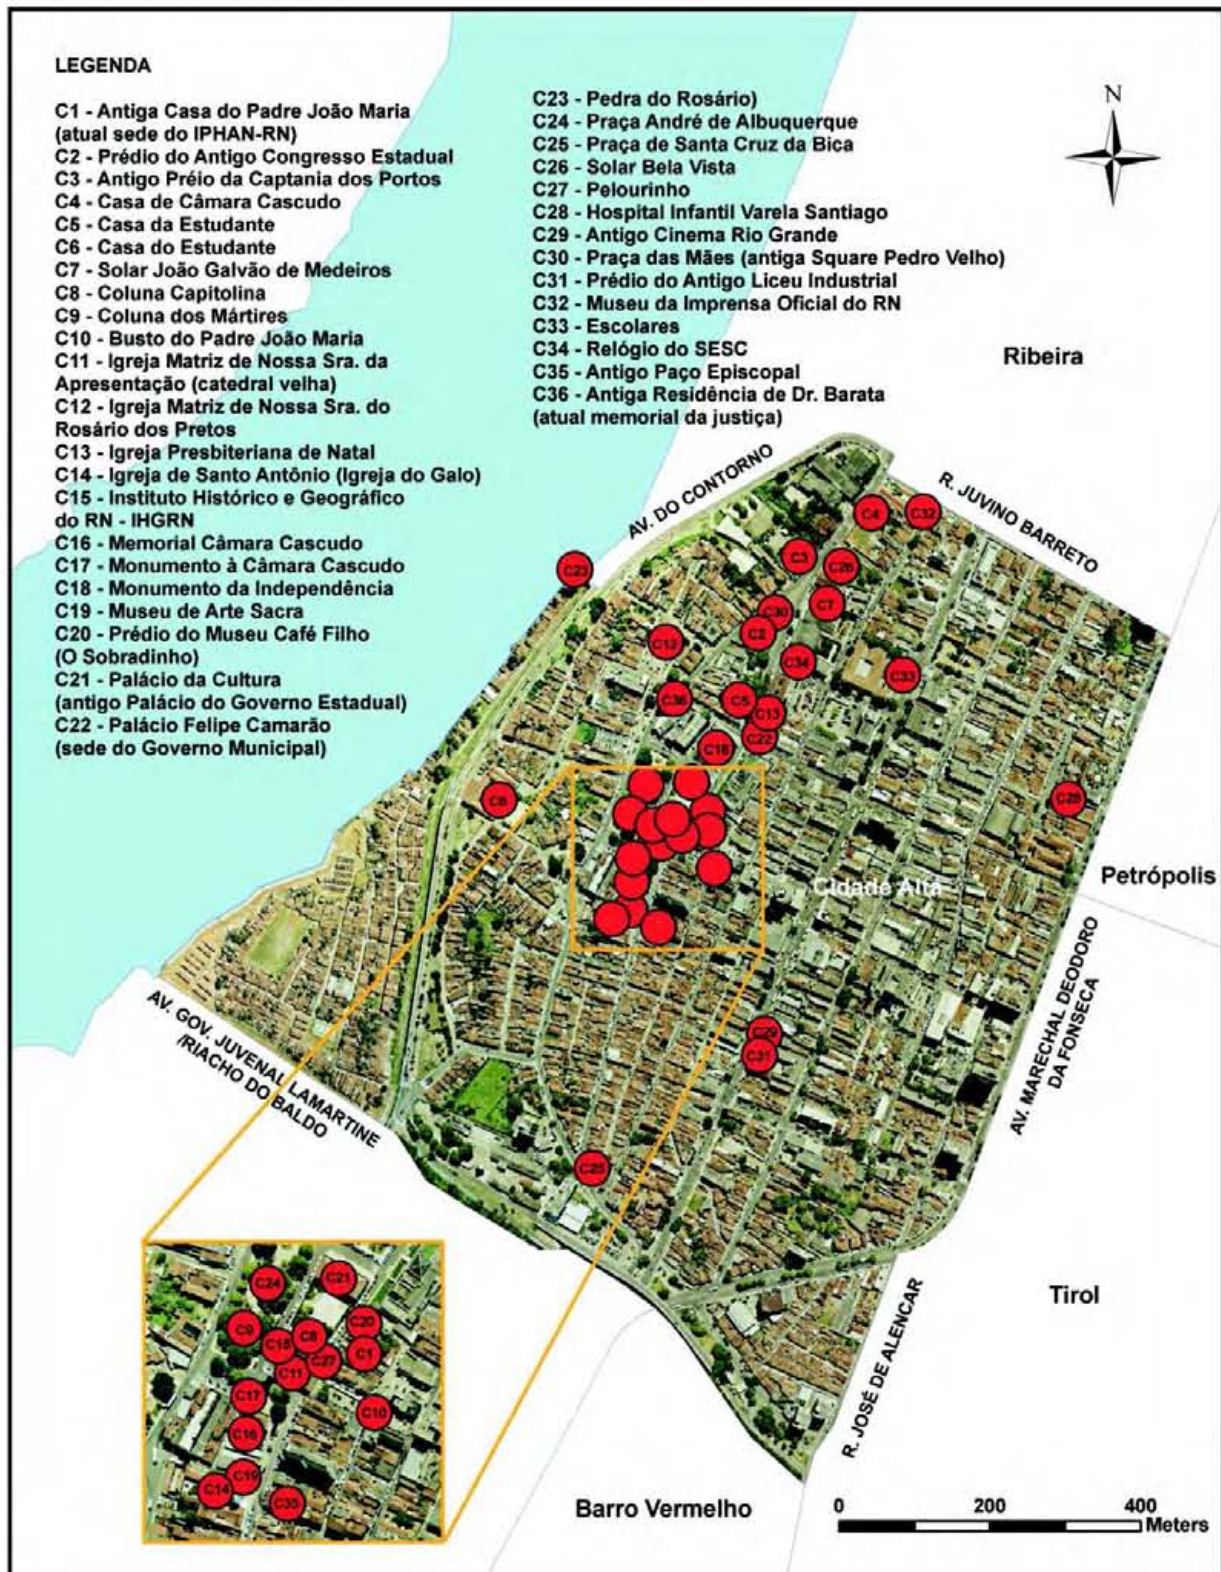 LEGENDA
C1 - Antiga Casa do Padre João Maria
(atual sede do IPHAN-RN)
C2 - Prédio do Antigo Congresso Estadual
C3 - Antigo Préio da Captania dos Portos
C4 - Casa de Câmara Cascudo
C5 - Casa da Estudante
C6 - Casa do Estudante
C7 - Solar João Galvão de Medeiros
C8 - Coluna Capitolina
C9 - Coluna dos Mártires
C10 - Busto do Padre João Maria
C11 - Igreja Matriz de Nossa Sra. da
Apresentação (catedral velha)
C12 - Igreja Matriz de Nossa Sra. do
Rosário dos Pretos
C13 - Igreja Presbiteriana de Natal
C14 - Igreja de Santo Antônio (Igreja do Galo)
C15 - Instituto Histórico e Geográfico
do RN - IHGRN
C16 - Memorial Câmara Cascudo
C17 - Monumento à Câmara Cascudo
C18 - Monumento da Independência
C19 - Museu de Arte Sacra
C20 - Prédio do Museu Café Filho
(O Sobradinho)
C21 - Palácio da Cultura
(antigo Palácio do Governo Estadual)
C22 - Palácio Felipe Camarão
(sede do Governo Municipal)
C23 - Pedra do Rosário)
C24 - Praça André de Albuquerque
C25 - Praça de Santa Cruz da Bica
C26 - Solar Bela Vista
C27 - Pelourinho
C28 - Hospital Infantil Varela Santiago
C29 - Antigo Cinema Rio Grande
C30 - Praça das Mães (antiga Square Pedro Velho)
C31 - Prédio do Antigo Liceu Industrial
C32 - Museu da Imprensa Oficial do RN
C33 - Escolares
C34 - Relógio do SESC
C35 - Antigo Paço Episcopal
C36 - Antiga Residência de Dr. Barata
(atual memorial da justiça)
N
Ribeira
AV. DO CONTORNO
R. JUVINO BARRETO
C4
C32
C3
C26
C23
C7
C30
C2
C12
C34
C33
C36
C5
C13
C22
C18
C6
C28
Cidade Alta
Petrópolis
AV. MARECHAL DEODORO
DA FONSECA
AV. GOV. JUVENAL LAMARTINE
/RIACHO DO BALDO
C29
C31
C25
C24
C21
C9
C20
C8
C15
C1
C27
C11
C17
C10
C16
C19
C14
C35
Tirol
R. JOSÉ DE ALENCAR
Barro Vermelho
0 200 400
Meters